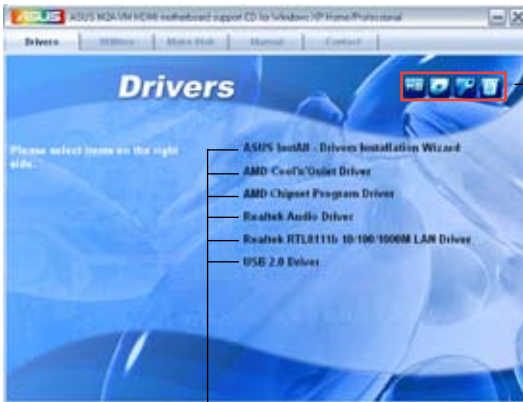 ASUS ASUS M2A-VM HDMI motherboard support CD for Windows XP Home/Professional
Drivers Utilities Make Disk Manual Contact
Drivers
Please select items on the right
side.
ASUS InstAll - Drivers Installation Wizard
AMD Cool'n'Quiet Driver
AMD Chipset Program Driver
Realtek Audio Driver
Realtek RTL8111b 10/100/1000M LAN Driver
USB 2.0 Driver